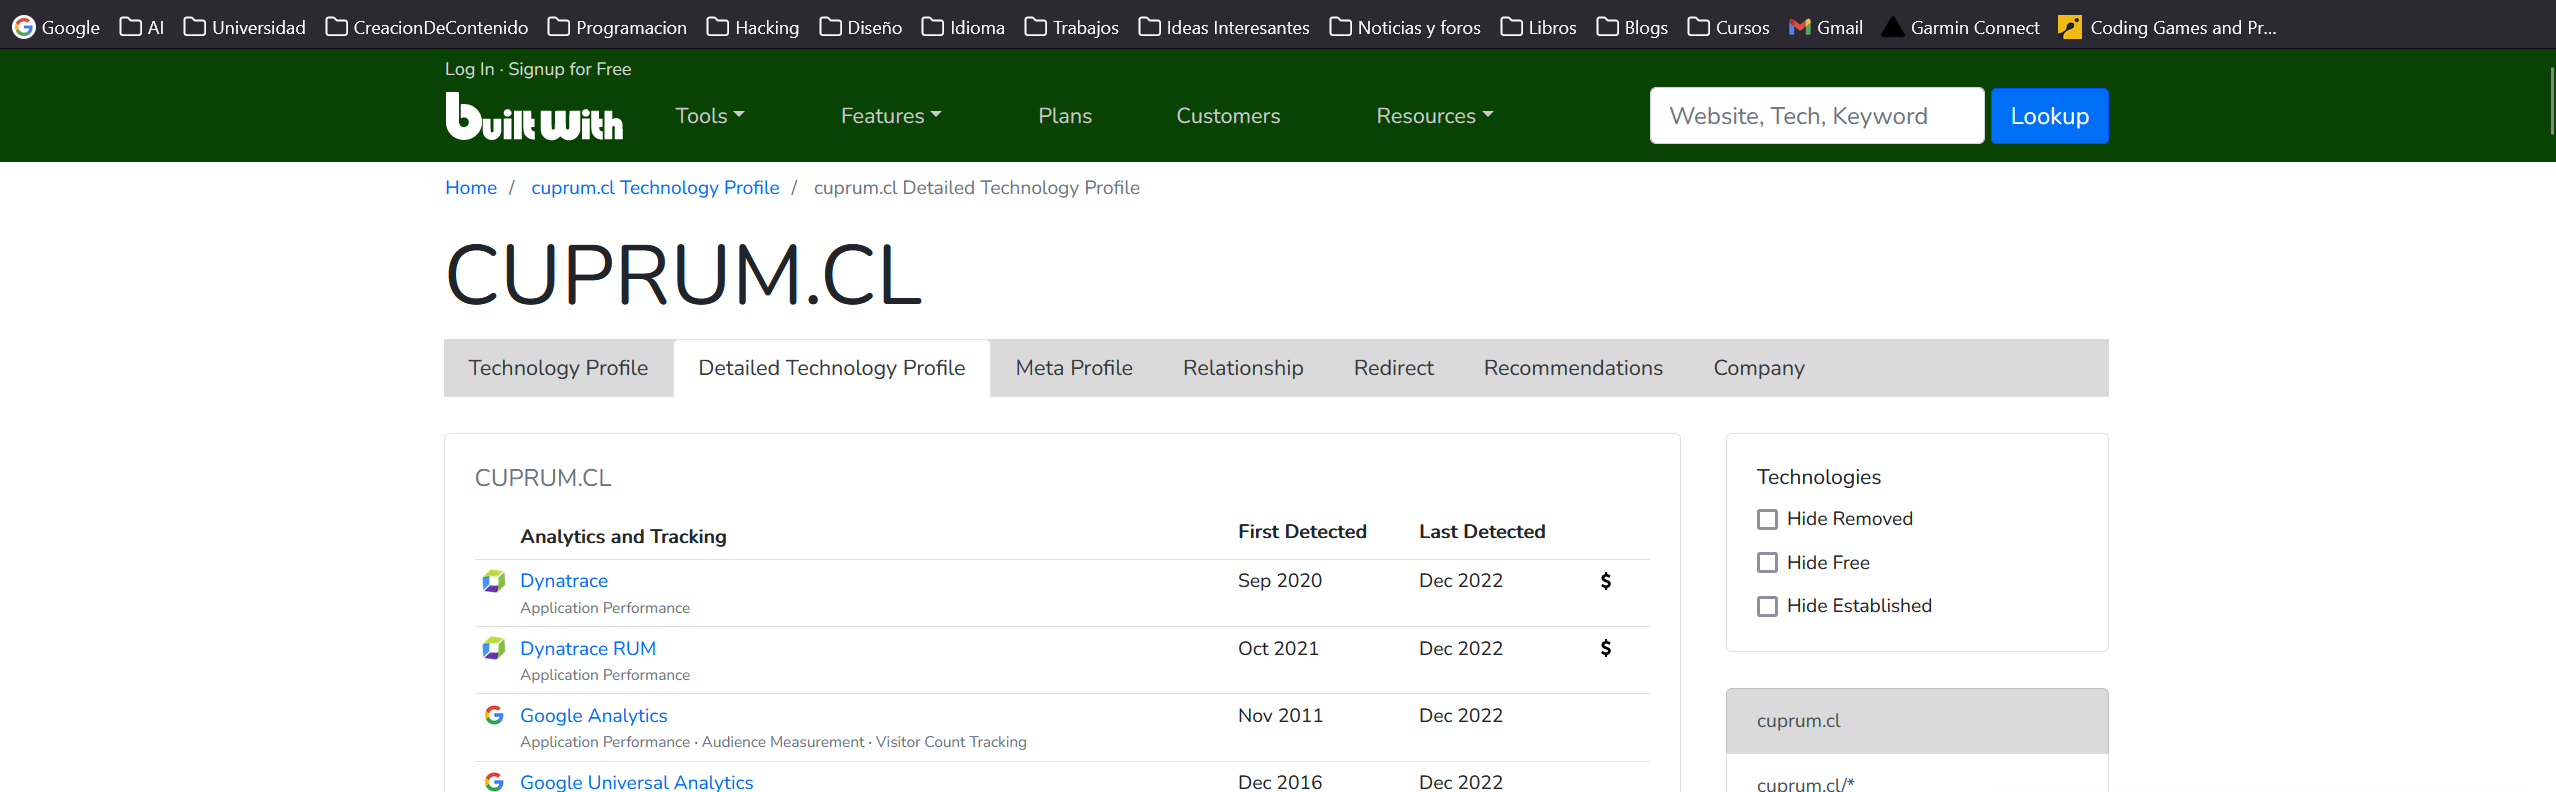 Google AI Universidad CreacionDeContenido Programacion Hacking Diseño Idioma Trabajos Ideas Interesantes Noticias y foros Libros Blogs Cursos Gmail Garmin Connect Coding Games and Pr...
Log In · Signup for Free
built with Tools Features Plans Customers Resources Website, Tech, Keyword Lookup
Home / cuprum.cl Technology Profile / cuprum.cl Detailed Technology Profile
CUPRUM.CL
Technology Profile Detailed Technology Profile Meta Profile Relationship Redirect Recommendations Company
CUPRUM.CL
Analytics and Tracking First Detected Last Detected
Dynatrace Sep 2020 Dec 2022 $
Application Performance
Dynatrace RUM Oct 2021 Dec 2022 $
Application Performance
Google Analytics Nov 2011 Dec 2022
Application Performance · Audience Measurement · Visitor Count Tracking
Google Universal Analytics Dec 2016 Dec 2022
Technologies
Hide Removed
Hide Free
Hide Established
cuprum.cl
cuprum.cl/*